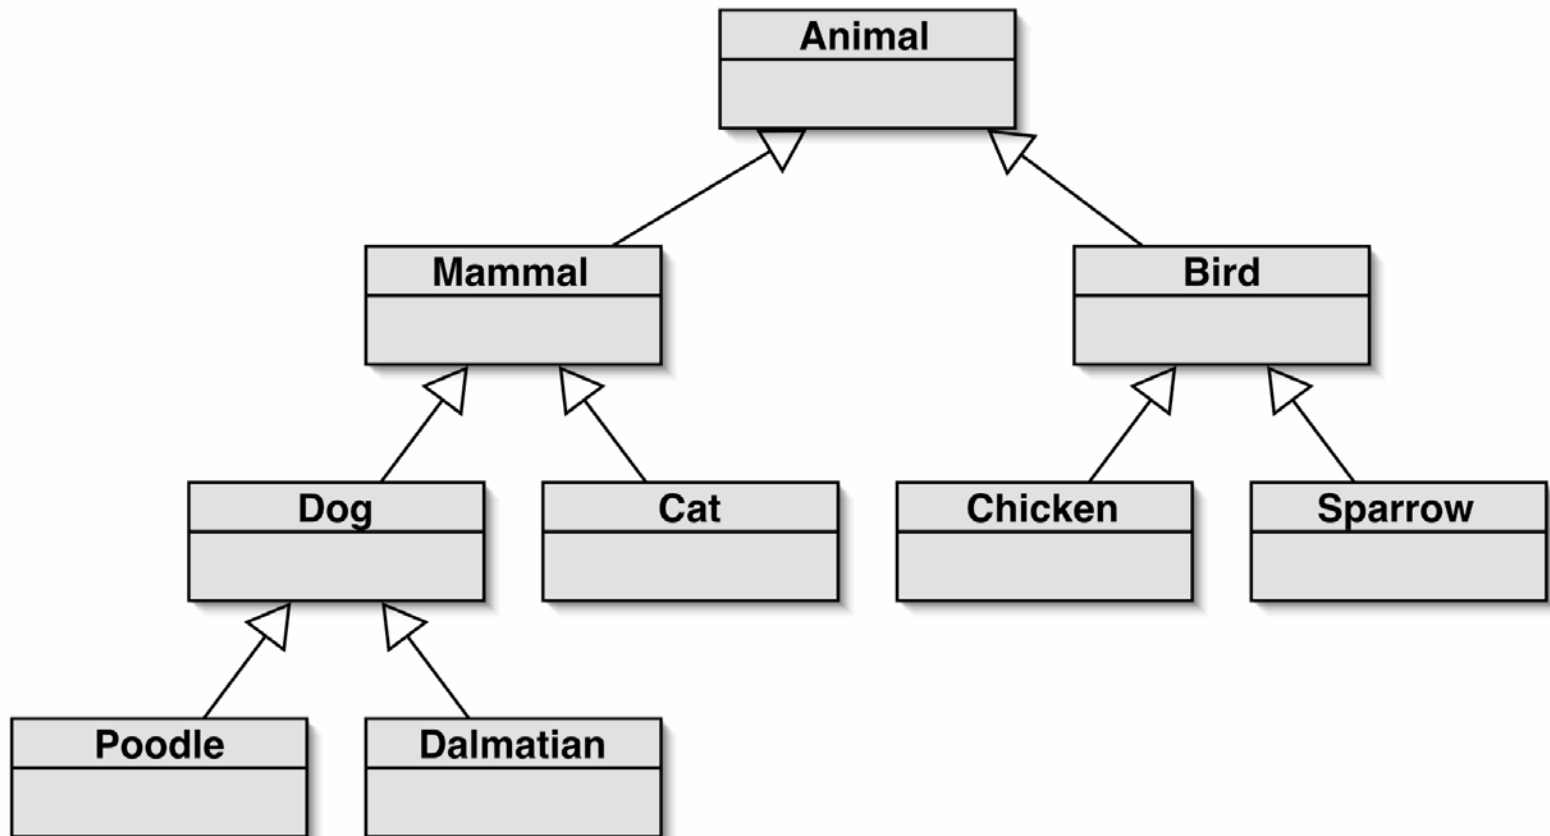 Animal
Mammal
Bird
Dog
Cat
Chicken
Sparrow
Poodle
Dalmatian